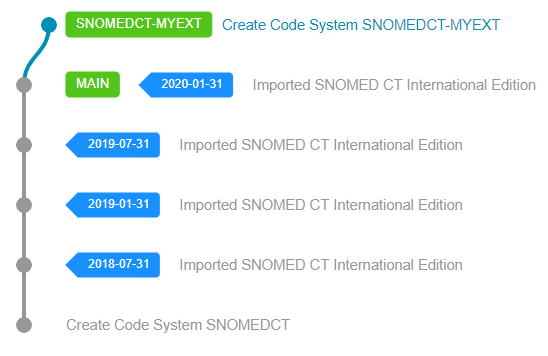 SNOMEDCT-MYEXT Create Code System SNOMEDCT-MYEXT
MAIN 2020-01-31 Imported SNOMED CT International Edition
2019-07-31 Imported SNOMED CT International Edition
2019-01-31 Imported SNOMED CT International Edition
2018-07-31 Imported SNOMED CT International Edition
Create Code System SNOMEDCT